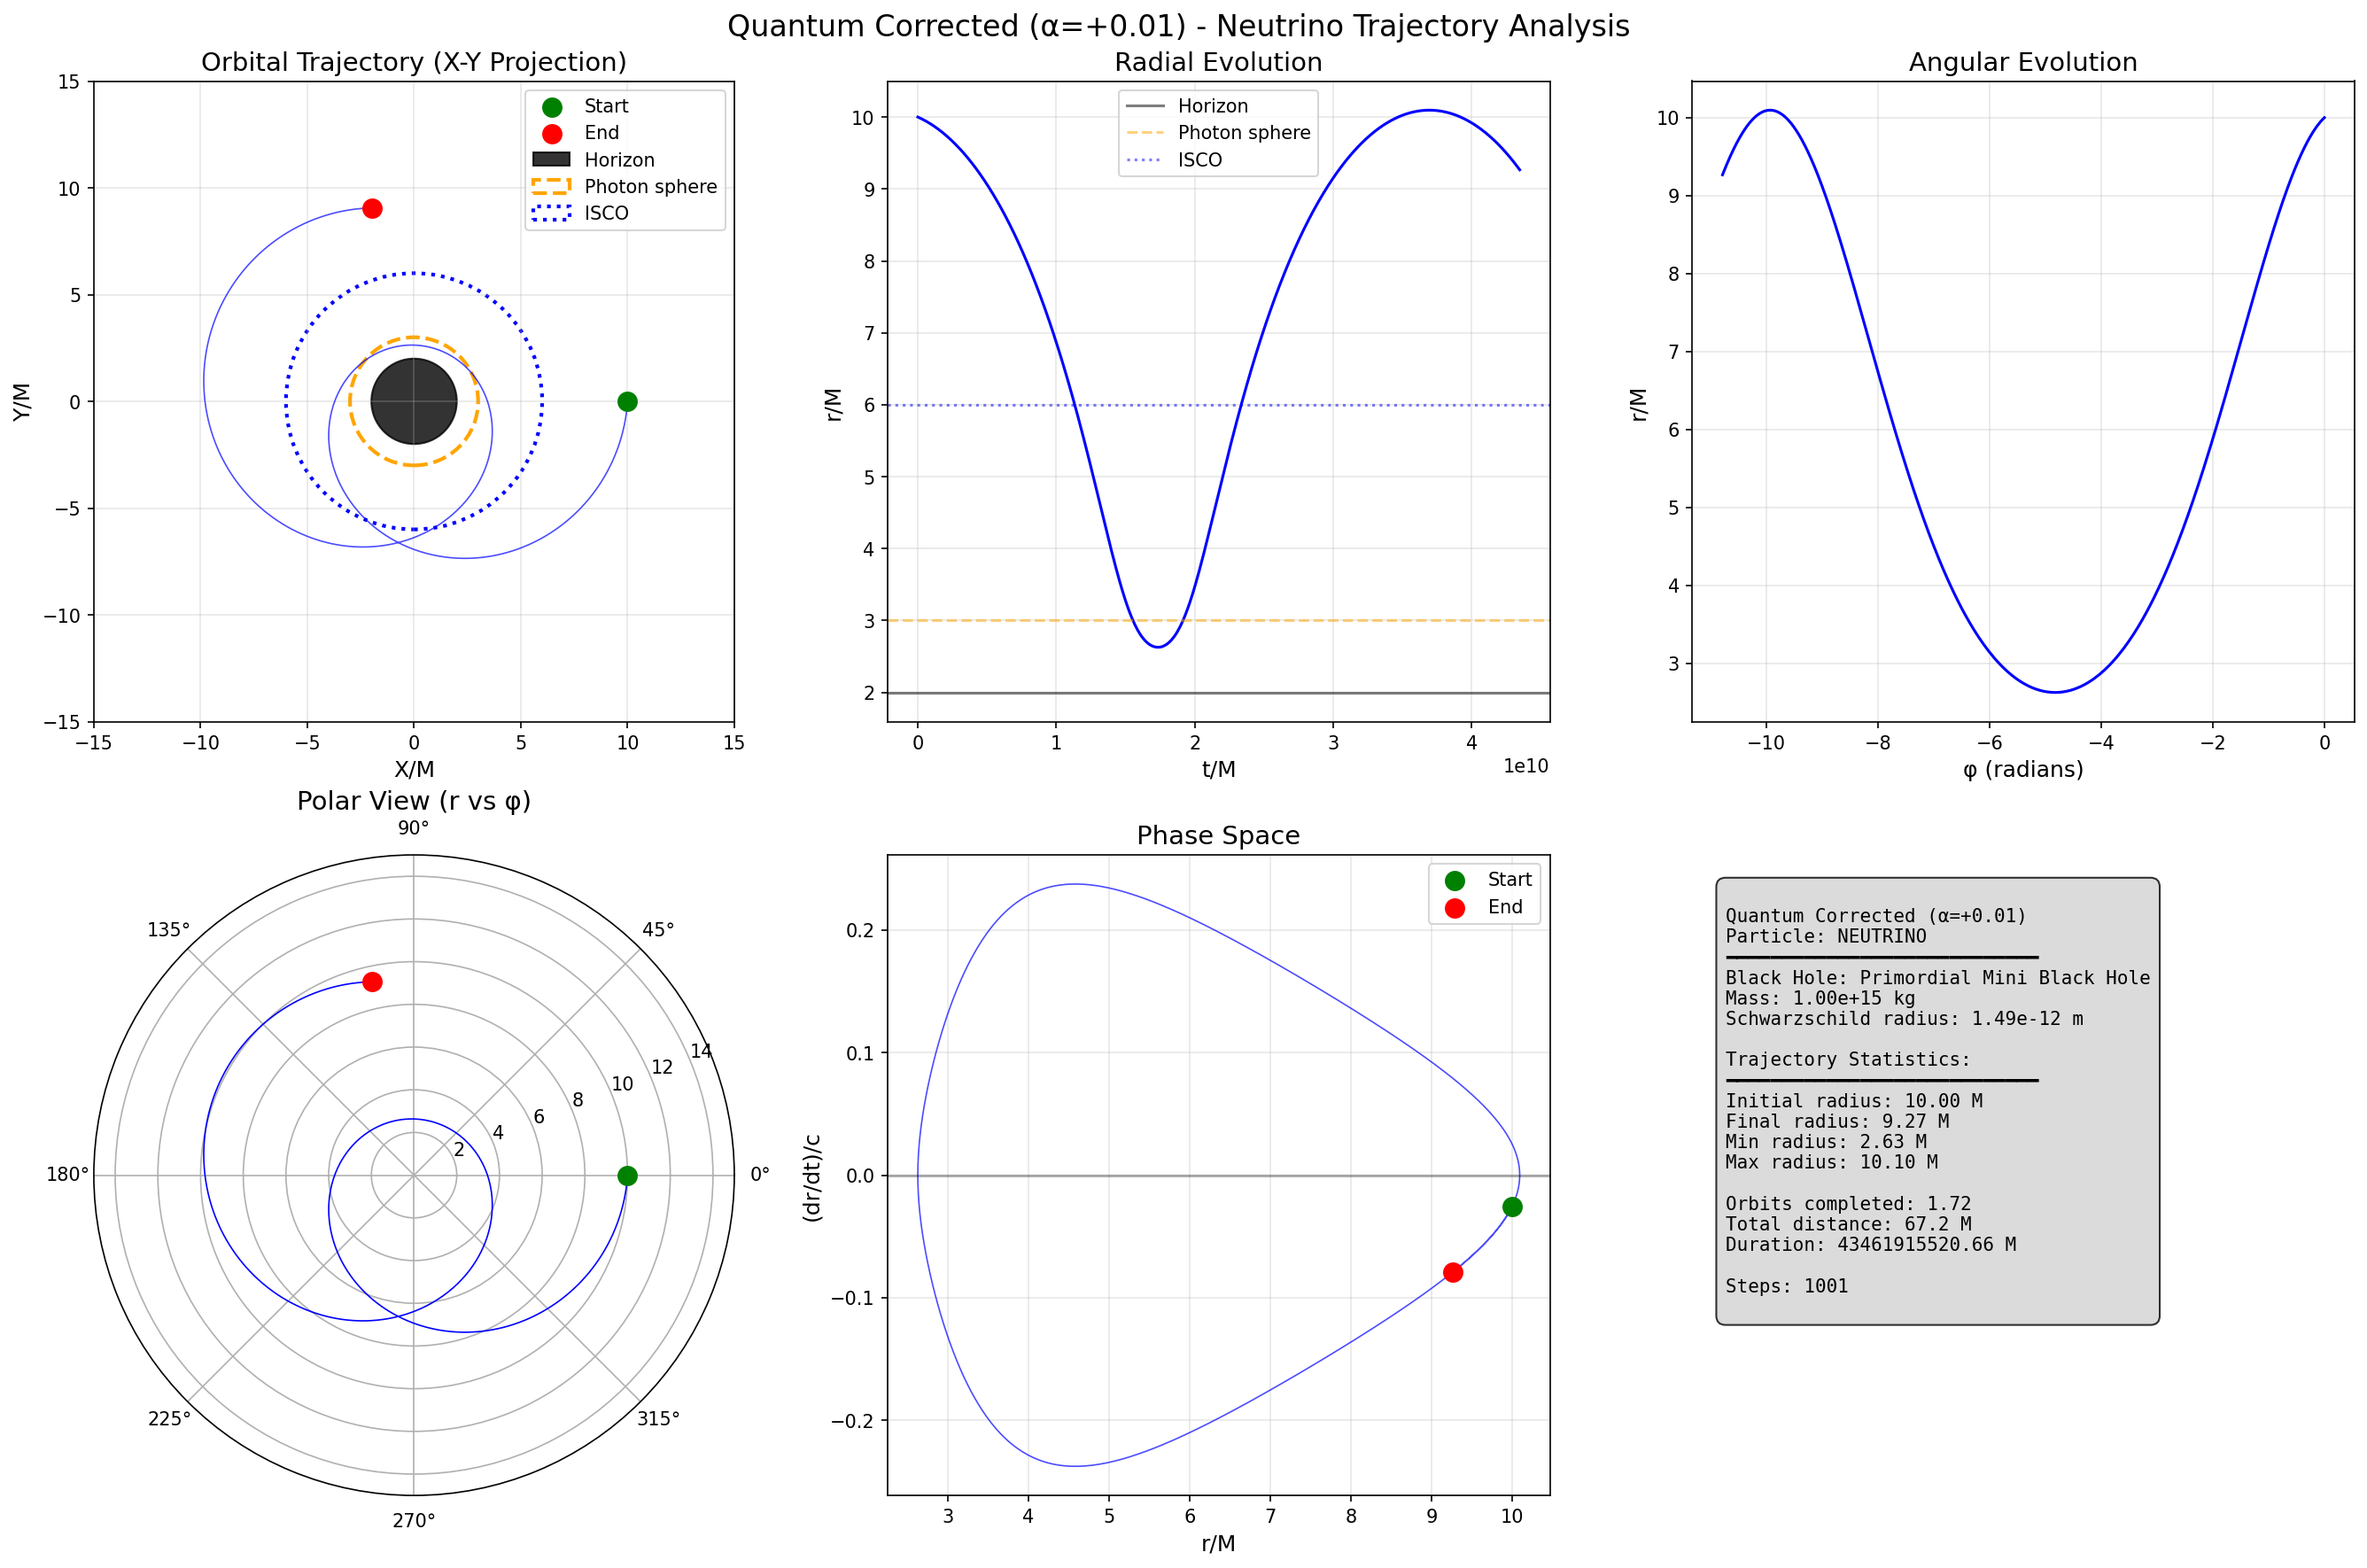 Quantum Corrected (α=+0.01) - Neutrino Trajectory Analysis
Orbital Trajectory (X-Y Projection)
Start
End
Horizon
Photon sphere
ISCO
15
10
5
0
−5
−10
−15
−15
−10
−5
0
5
10
15
X/M
Y/M
Radial Evolution
Horizon
Photon sphere
ISCO
10
9
8
7
6
5
4
3
2
0
1
2
3
4
1e10
t/M
r/M
Angular Evolution
10
9
8
7
6
5
4
3
−10
−8
−6
−4
−2
0
φ (radians)
r/M
Polar View (r vs φ)
90°
135°
45°
180°
0°
225°
315°
270°
2
4
6
8
10
12
14
Phase Space
Start
End
0.2
0.1
0.0
−0.1
−0.2
3
4
5
6
7
8
9
10
r/M
(dr/dt)/c
Quantum Corrected (α=+0.01)
Particle: NEUTRINO
Black Hole: Primordial Mini Black Hole
Mass: 1.00e+15 kg
Schwarzschild radius: 1.49e-12 m
Trajectory Statistics:
Initial radius: 10.00 M
Final radius: 9.27 M
Min radius: 2.63 M
Max radius: 10.10 M
Orbits completed: 1.72
Total distance: 67.2 M
Duration: 43461915520.66 M
Steps: 1001